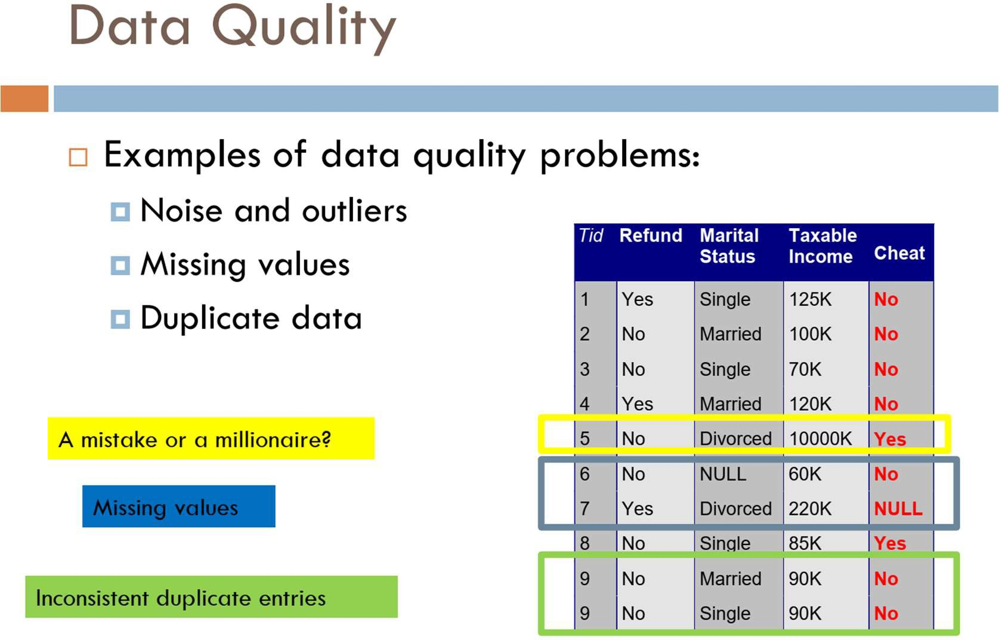 Data Quality
Examples of data quality problems:
Noise and outliers
Missing values
Duplicate data
A mistake or a millionaire?
Missing values
Inconsistent duplicate entries
Tid Refund Marital Status Taxable Income Cheat
1 Yes Single 125K No
2 No Married 100K No
3 No Single 70K No
4 Yes Married 120K No
5 No Divorced 10000K Yes
6 No NULL 60K No
7 Yes Divorced 220K NULL
8 No Single 85K Yes
9 No Married 90K No
9 No Single 90K No